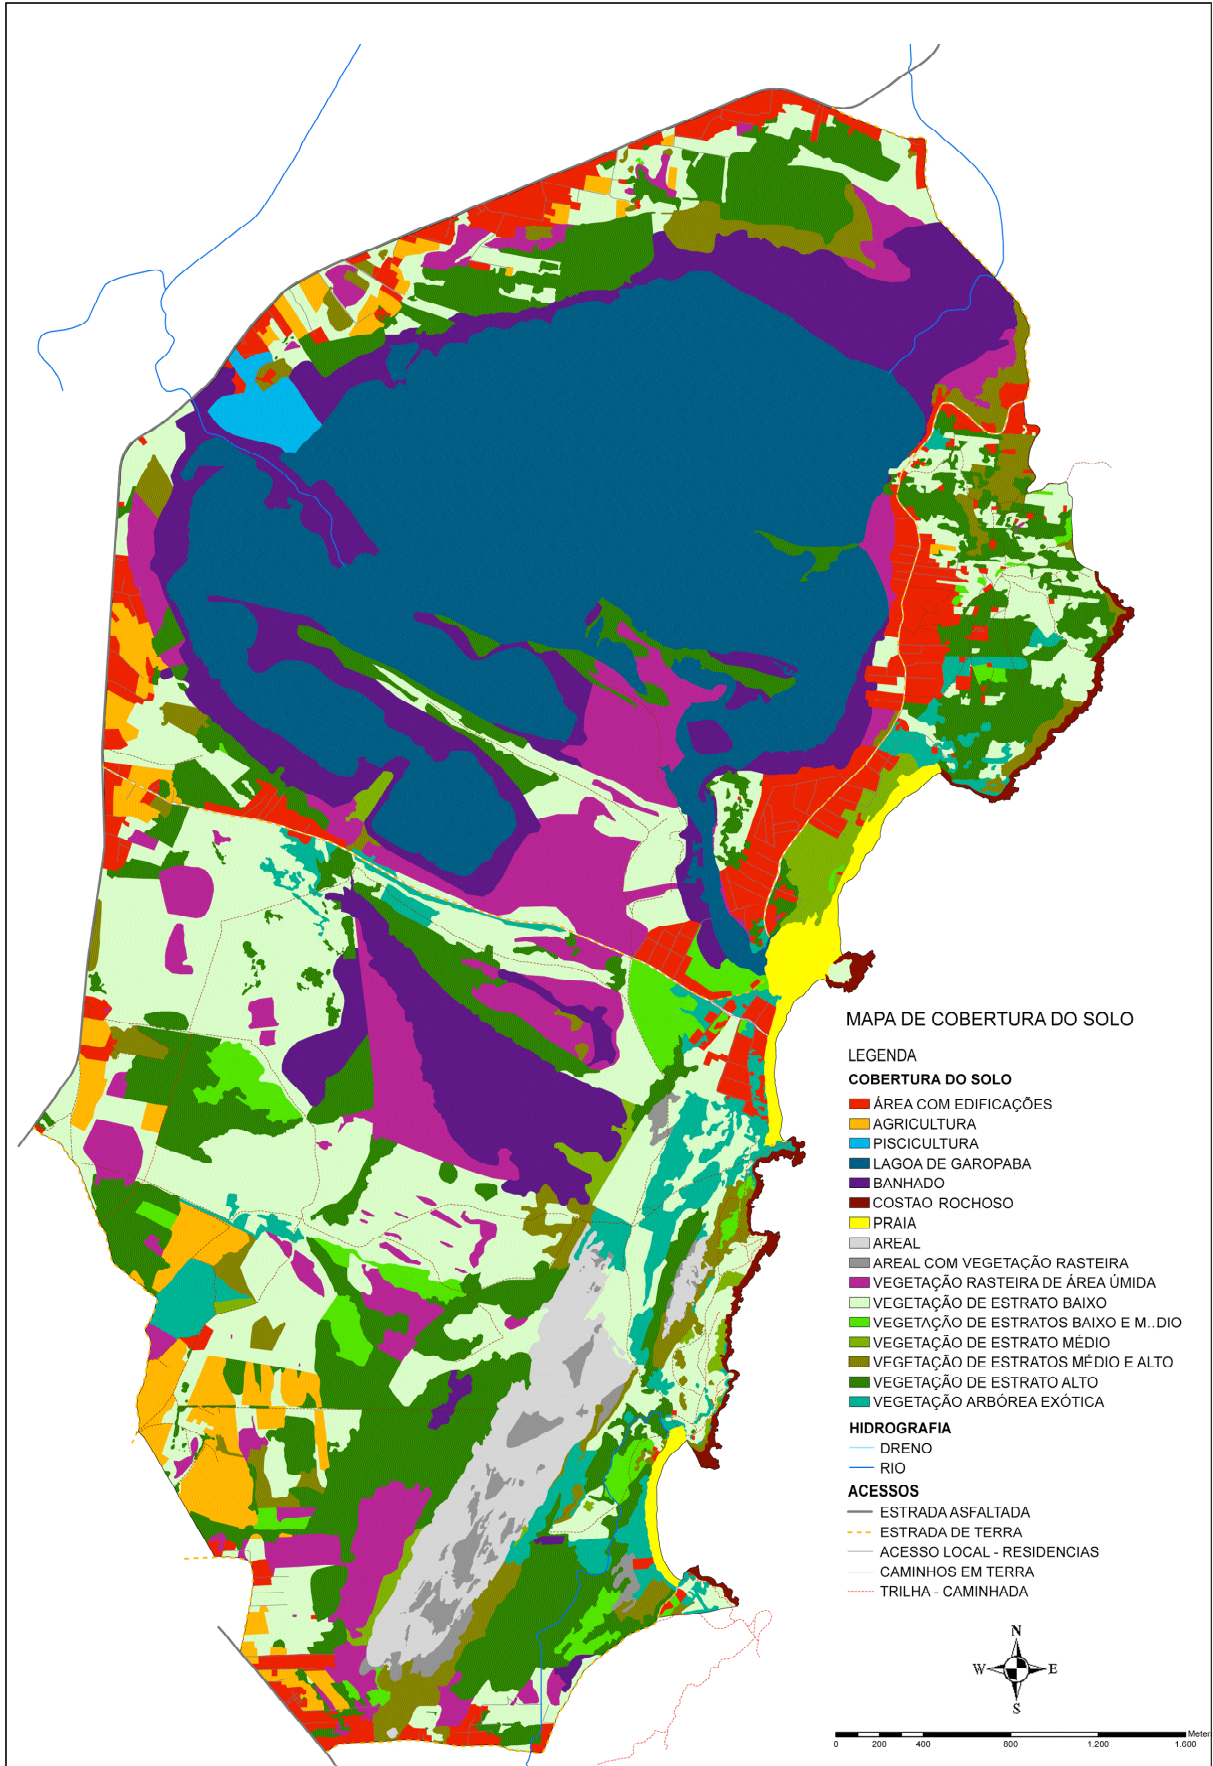 MAPA DE COBERTURA DO SOLO
LEGENDA
COBERTURA DO SOLO
ÁREA COM EDIFICAÇÕES
AGRICULTURA
PISCICULTURA
LAGOA DE GAROPABA
BANHADO
COSTAO ROCHOSO
PRAIA
AREAL
AREAL COM VEGETAÇÃO RASTEIRA
VEGETAÇÃO RASTEIRA DE ÁREA ÚMIDA
VEGETAÇÃO DE ESTRATO BAIXO
VEGETAÇÃO DE ESTRATOS BAIXO E M..DIO
VEGETAÇÃO DE ESTRATO MÉDIO
VEGETAÇÃO DE ESTRATOS MÉDIO E ALTO
VEGETAÇÃO DE ESTRATO ALTO
VEGETAÇÃO ARBÓREA EXÓTICA
HIDROGRAFIA
DRENO
RIO
ACESSOS
ESTRADA ASFALTADA
ESTRADA DE TERRA
ACESSO LOCAL - RESIDENCIAS
CAMINHOS EM TERRA
TRILHA - CAMINHADA
N
W E
S
Meter
0 200 400 800 1.200 1.600